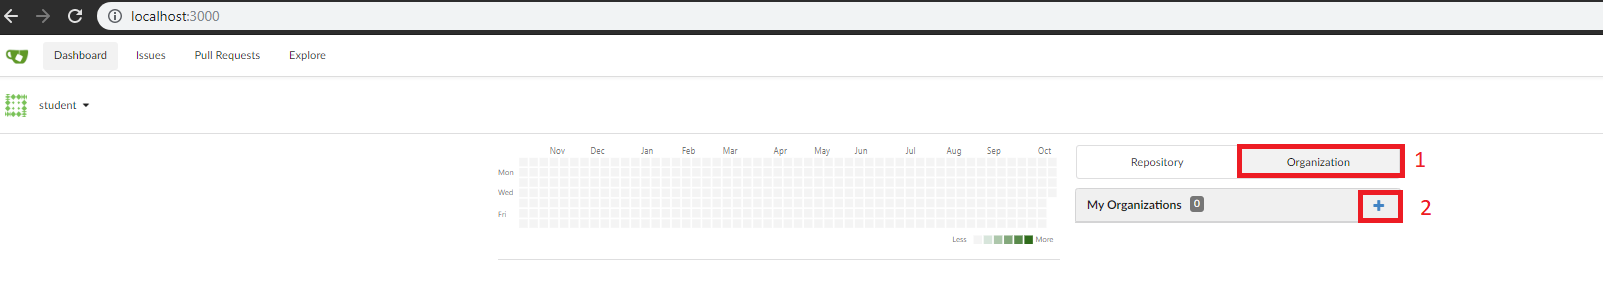 localhost:3000
Dashboard Issues Pull Requests Explore
student
Nov Dec Jan Feb Mar Apr May Jun Jul Aug Sep Oct
Mon
Wed
Fri
Less More
Repository Organization 1
My Organizations 0 + 2